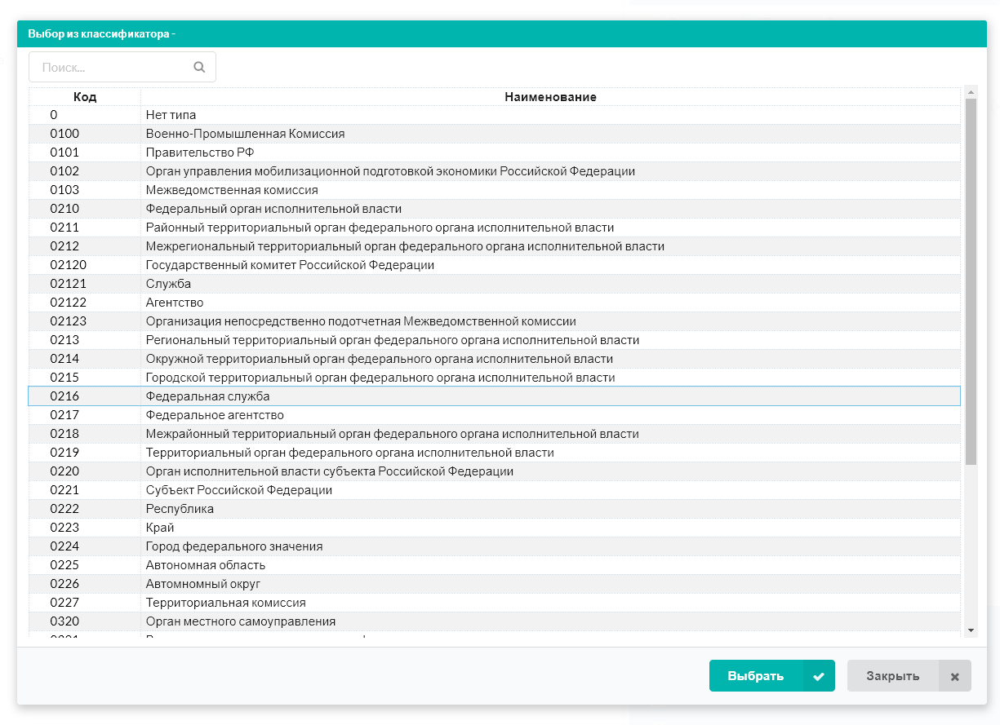 Выбор из классификатора -
Поиск...
Код Наименование
0 Нет типа
0100 Военно-Промышленная Комиссия
0101 Правительство РФ
0102 Орган управления мобилизационной подготовкой экономики Российской Федерации
0103 Межведомственная комиссия
0210 Федеральный орган исполнительной власти
0211 Районный территориальный орган федерального органа исполнительной власти
0212 Межрегиональный территориальный орган федерального органа исполнительной власти
02120 Государственный комитет Российской Федерации
02121 Служба
02122 Агентство
02123 Организация непосредственно подотчетная Межведомственной комиссии
0213 Региональный территориальный орган федерального органа исполнительной власти
0214 Окружной территориальный орган федерального органа исполнительной власти
0215 Городской территориальный орган федерального органа исполнительной власти
0216 Федеральная служба
0217 Федеральное агентство
0218 Межрайонный территориальный орган федерального органа исполнительной власти
0219 Территориальный орган федерального органа исполнительной власти
0220 Орган исполнительной власти субъекта Российской Федерации
0221 Субъект Российской Федерации
0222 Республика
0223 Край
0224 Город федерального значения
0225 Автономная область
0226 Автомномный округ
0227 Территориальная комиссия
0320 Орган местного самоуправления
Выбрать Закрыть